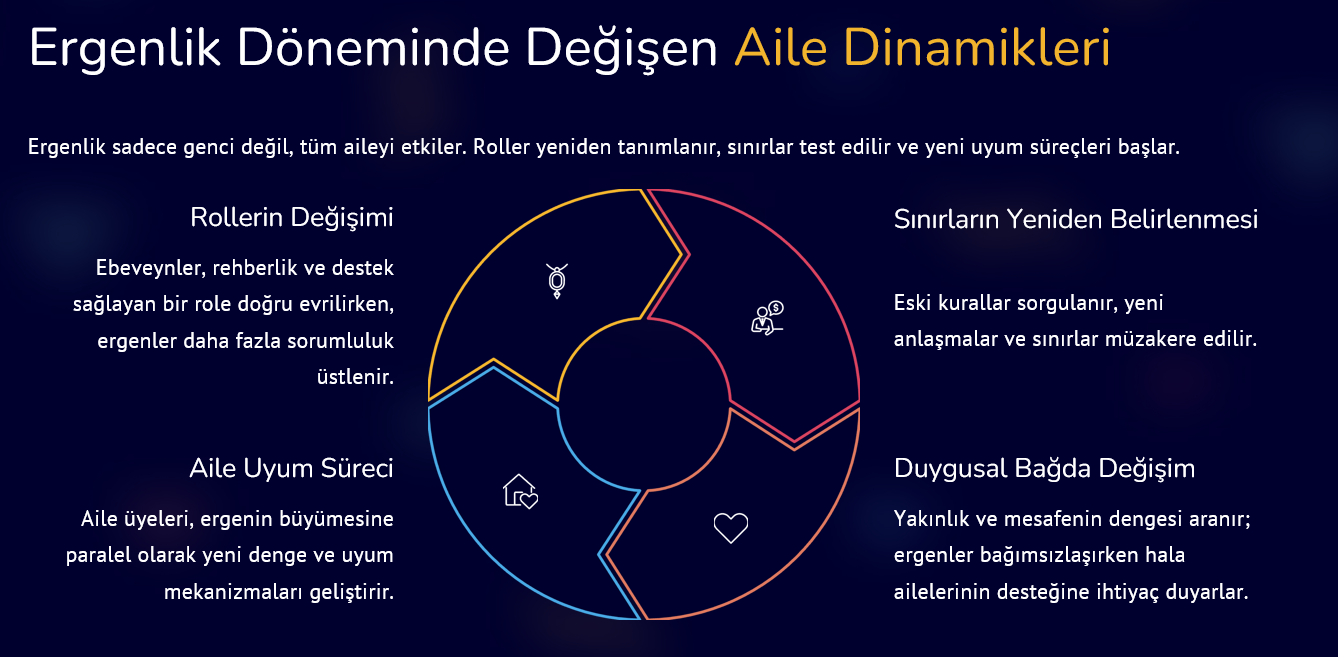 Ergenlik Döneminde Değişen Aile Dinamikleri
Ergenlik sadece genci değil, tüm aileyi etkiler. Roller yeniden tanımlanır, sınırlar test edilir ve yeni uyum süreçleri başlar.
Rollerin Değişimi
Ebeveynler, rehberlik ve destek
sağlayan bir role doğru evrilirken,
ergenler daha fazla sorumluluk
üstlenir.
Sınırların Yeniden Belirlenmesi
Eski kurallar sorgulanır, yeni
anlaşmalar ve sınırlar müzakere edilir.
Aile Uyum Süreci
Aile üyeleri, ergenin büyümesine
paralel olarak yeni denge ve uyum
mekanizmaları geliştirir.
Duygusal Bağda Değişim
Yakınlık ve mesafenin dengesi aranır;
ergenler bağımsızlaşırken hala
ailelerinin desteğine ihtiyaç duyarlar.
$